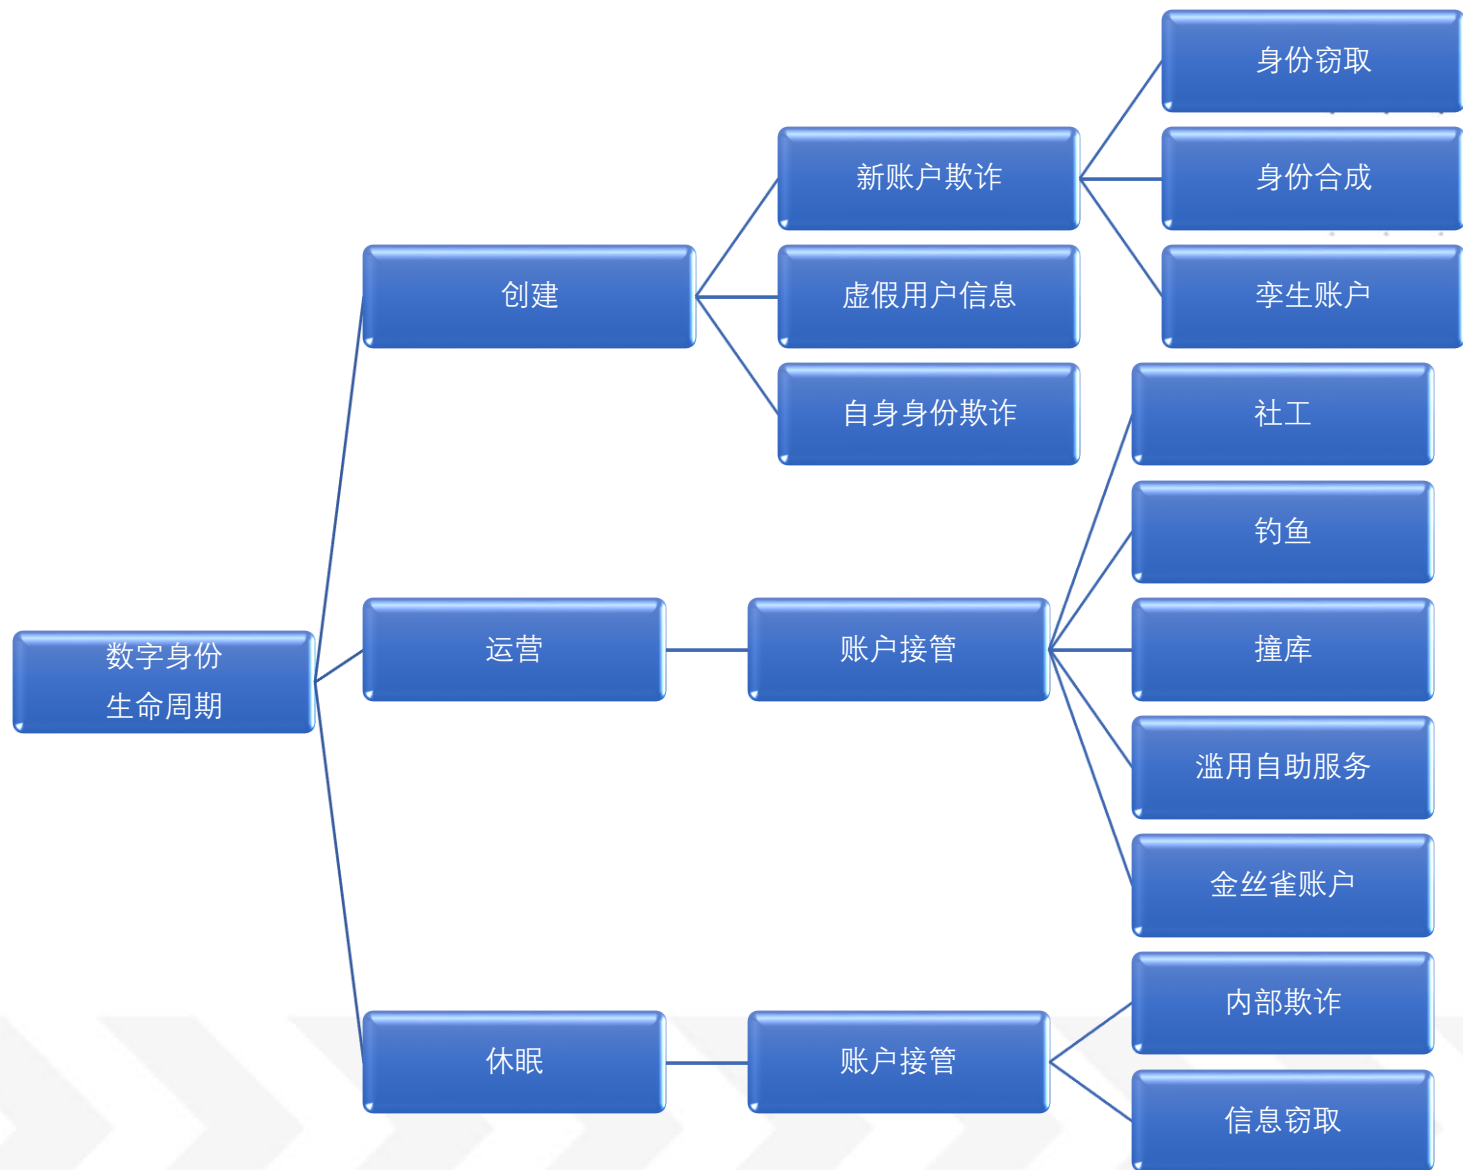 数字身份
生命周期
创建
新账户欺诈
身份窃取
身份合成
孪生账户
虚假用户信息
自身身份欺诈
运营
账户接管
社工
钓鱼
撞库
滥用自助服务
金丝雀账户
休眠
账户接管
内部欺诈
信息窃取